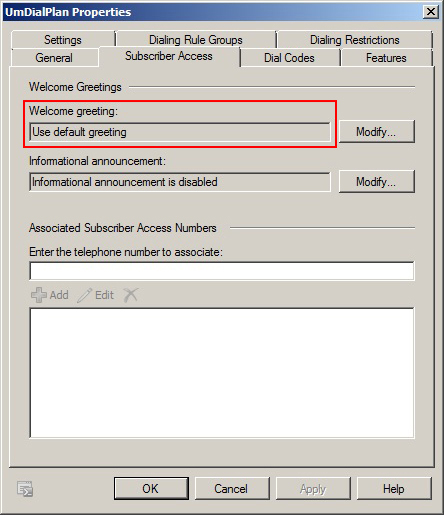 UmDialPlan Properties
Settings
Dialing Rule Groups
Dialing Restrictions
General
Subscriber Access
Dial Codes
Features
Welcome Greetings
Welcome greeting:
Use default greeting
Modify...
Informational announcement:
Informational announcement is disabled
Modify...
Associated Subscriber Access Numbers
Enter the telephone number to associate:
Add
Edit
OK
Cancel
Apply
Help